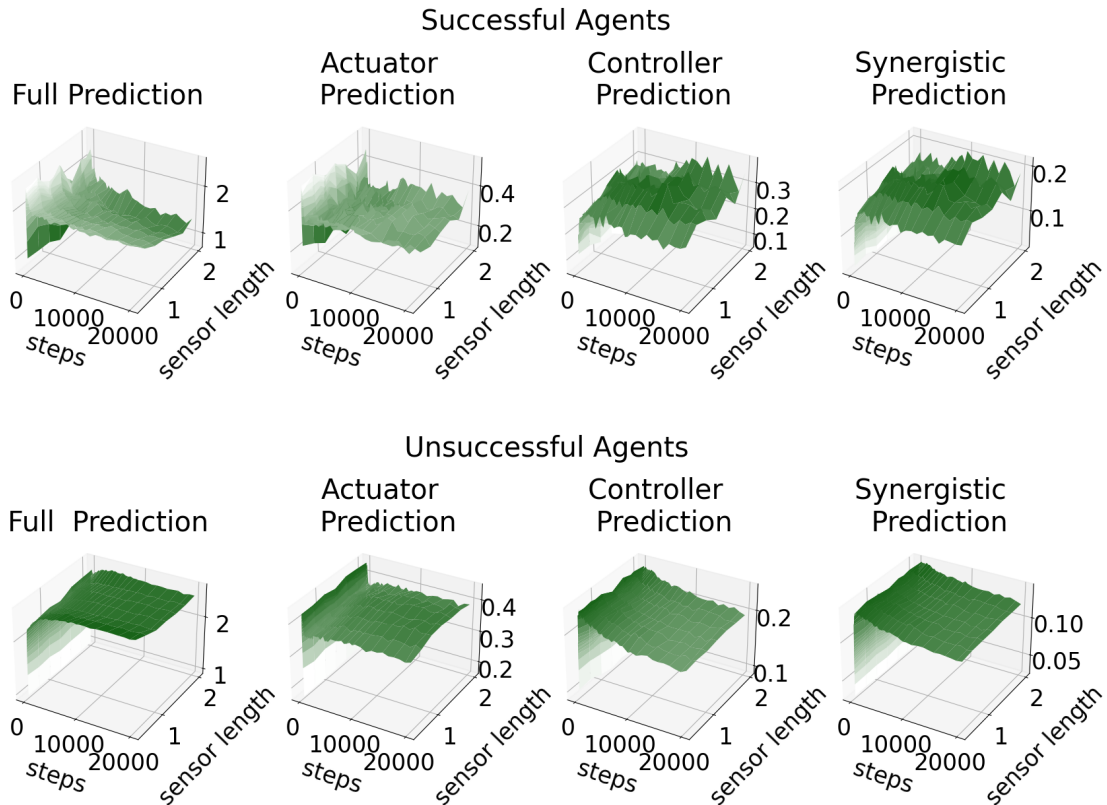 Successful Agents
Full Prediction
Actuator
Prediction
Controller
Prediction
Synergistic
Prediction
2
1
0
10000
20000
steps
1
2
sensor length
0.4
0.2
0
10000
20000
steps
1
2
sensor length
0.3
0.2
0.1
0
10000
20000
steps
1
2
sensor length
0.2
0.1
0
10000
20000
steps
1
2
sensor length
Unsuccessful Agents
Full  Prediction
Actuator
Prediction
Controller
Prediction
Synergistic
Prediction
2
1
0
10000
20000
steps
1
2
sensor length
0.4
0.3
0.2
0
10000
20000
steps
1
2
sensor length
0.2
0.1
0
10000
20000
steps
1
2
sensor length
0.10
0.05
0
10000
20000
steps
1
2
sensor length